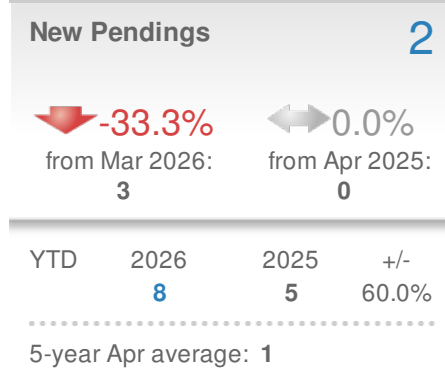 New Pendings 2
-33.3% 0.0%
from Mar 2026: from Apr 2025:
3 0
YTD 2026 2025 +/-
8 5 60.0%
5-year Apr average: 1